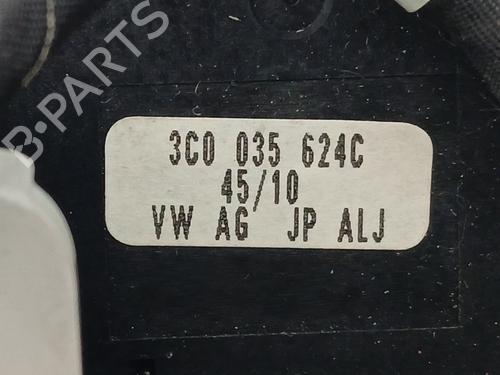 B-PARTS
3C0 035 624C
45/10
VW AG JP ALJ